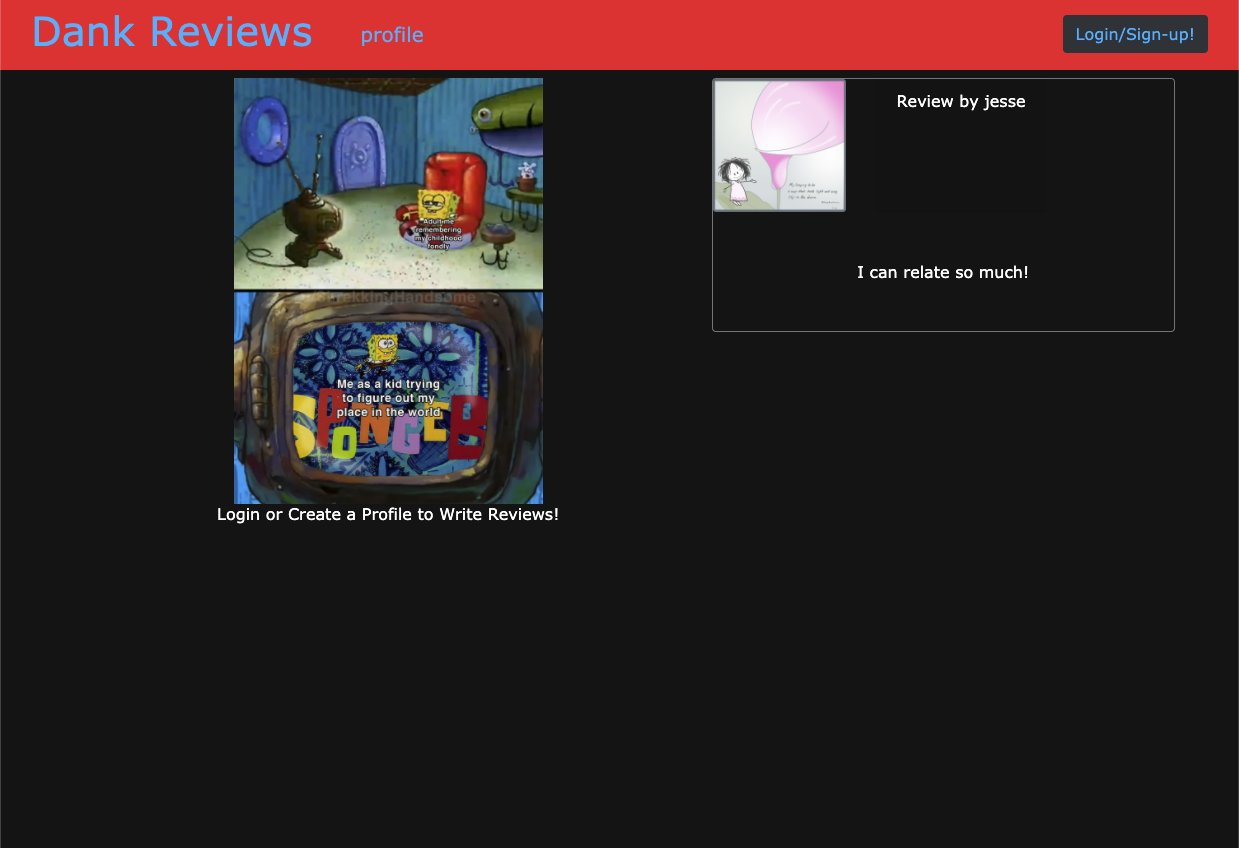 Dank Reviews
profile
Login/Sign-up!
Adult me
remembering
my childhood
fondly
Me as a kid trying
to figure out my
place in the world
SPONGEB
Login or Create a Profile to Write Reviews!
Review by jesse
I can relate so much!